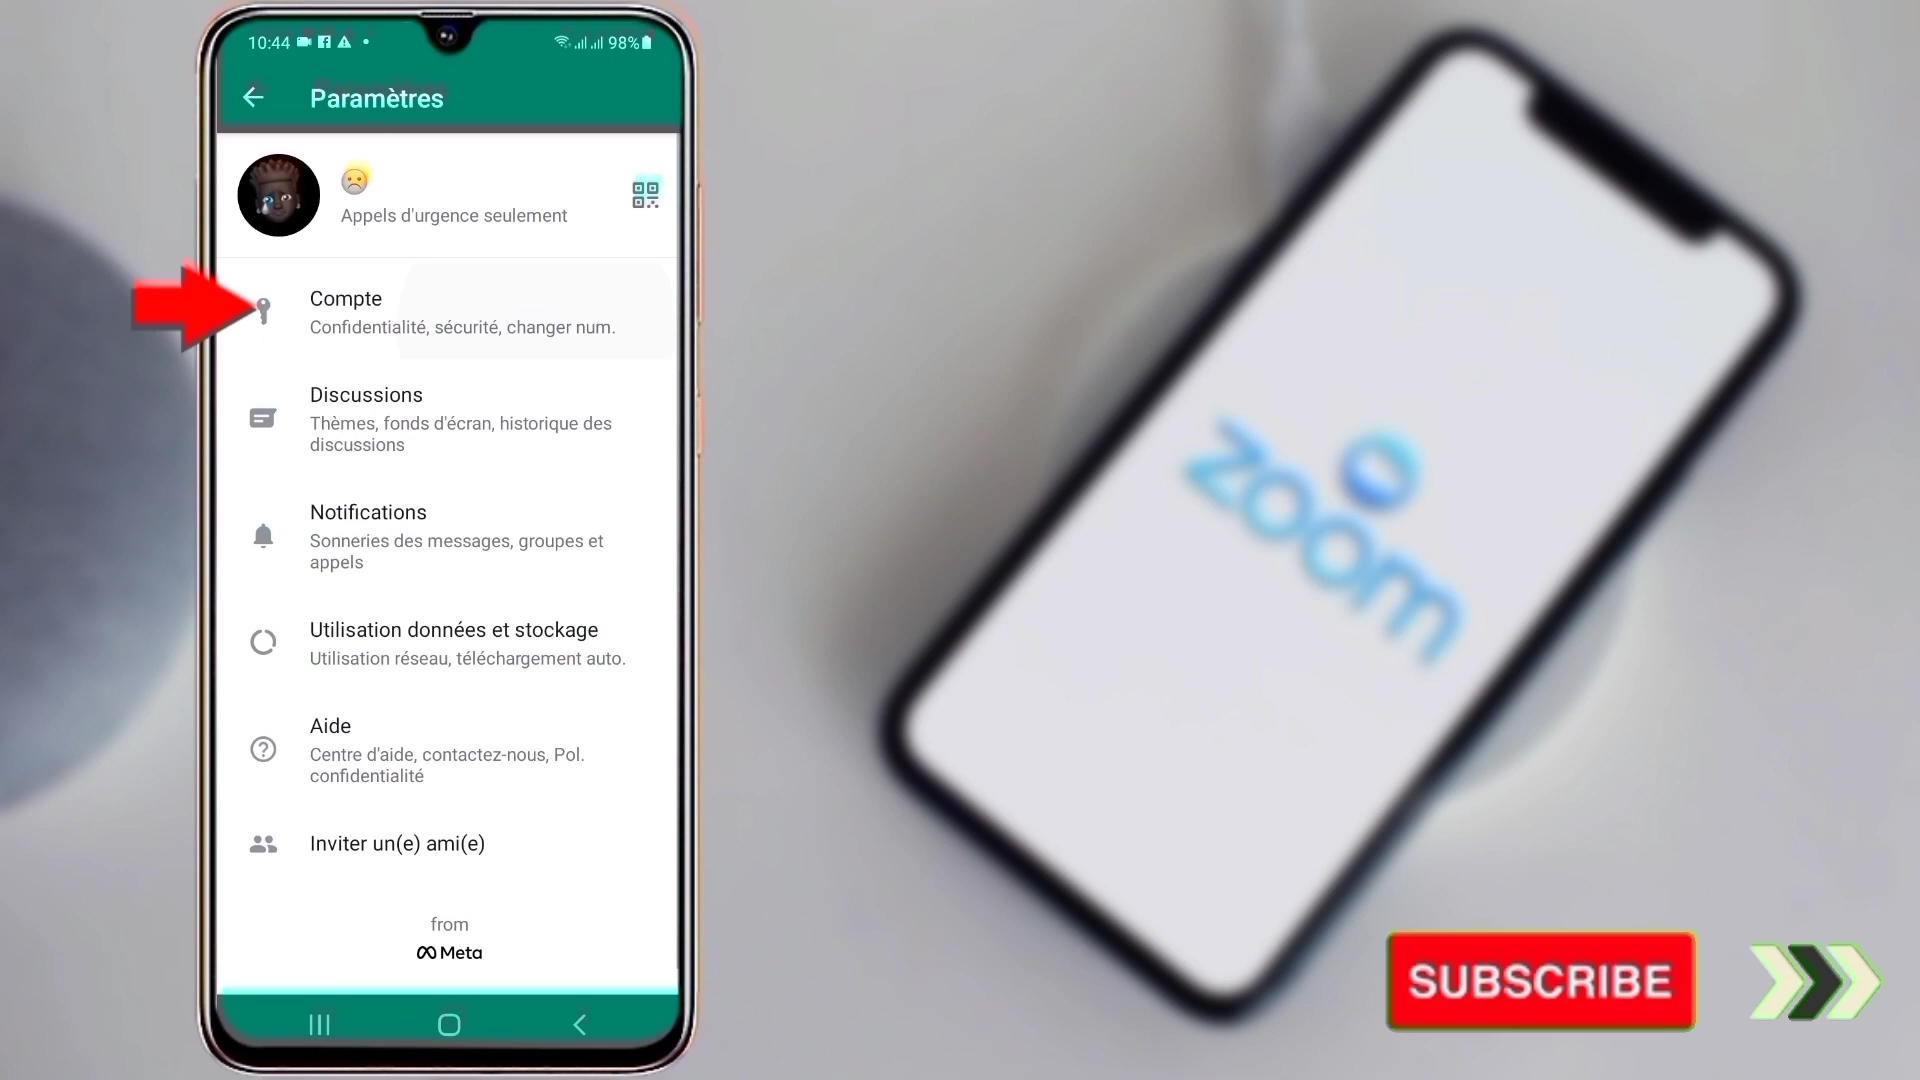 10:44
98%
Paramètres
Appels d'urgence seulement
Compte
Confidentialité, sécurité, changer num.
Discussions
Thèmes, fonds d'écran, historique des
discussions
Notifications
Sonneries des messages, groupes et
appels
Utilisation données et stockage
Utilisation réseau, téléchargement auto.
Aide
Centre d'aide, contactez-nous, Pol.
confidentialité
Inviter un(e) ami(e)
from
Meta
zoom
SUBSCRIBE